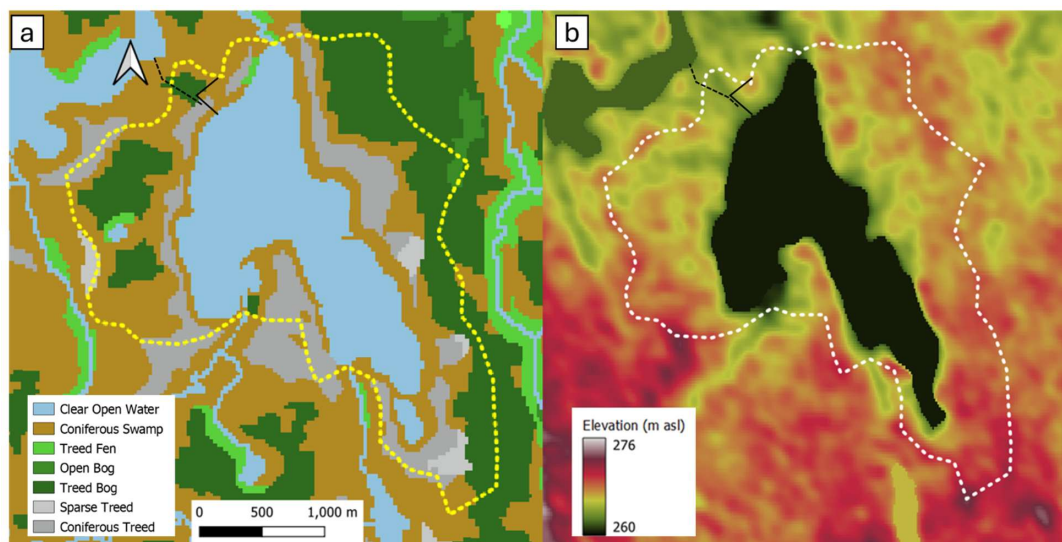 a
b
Clear Open Water
Coniferous Swamp
Treed Fen
Open Bog
Treed Bog
Sparse Treed
Coniferous Treed
0 500 1,000 m
Elevation (m asl)
276
260